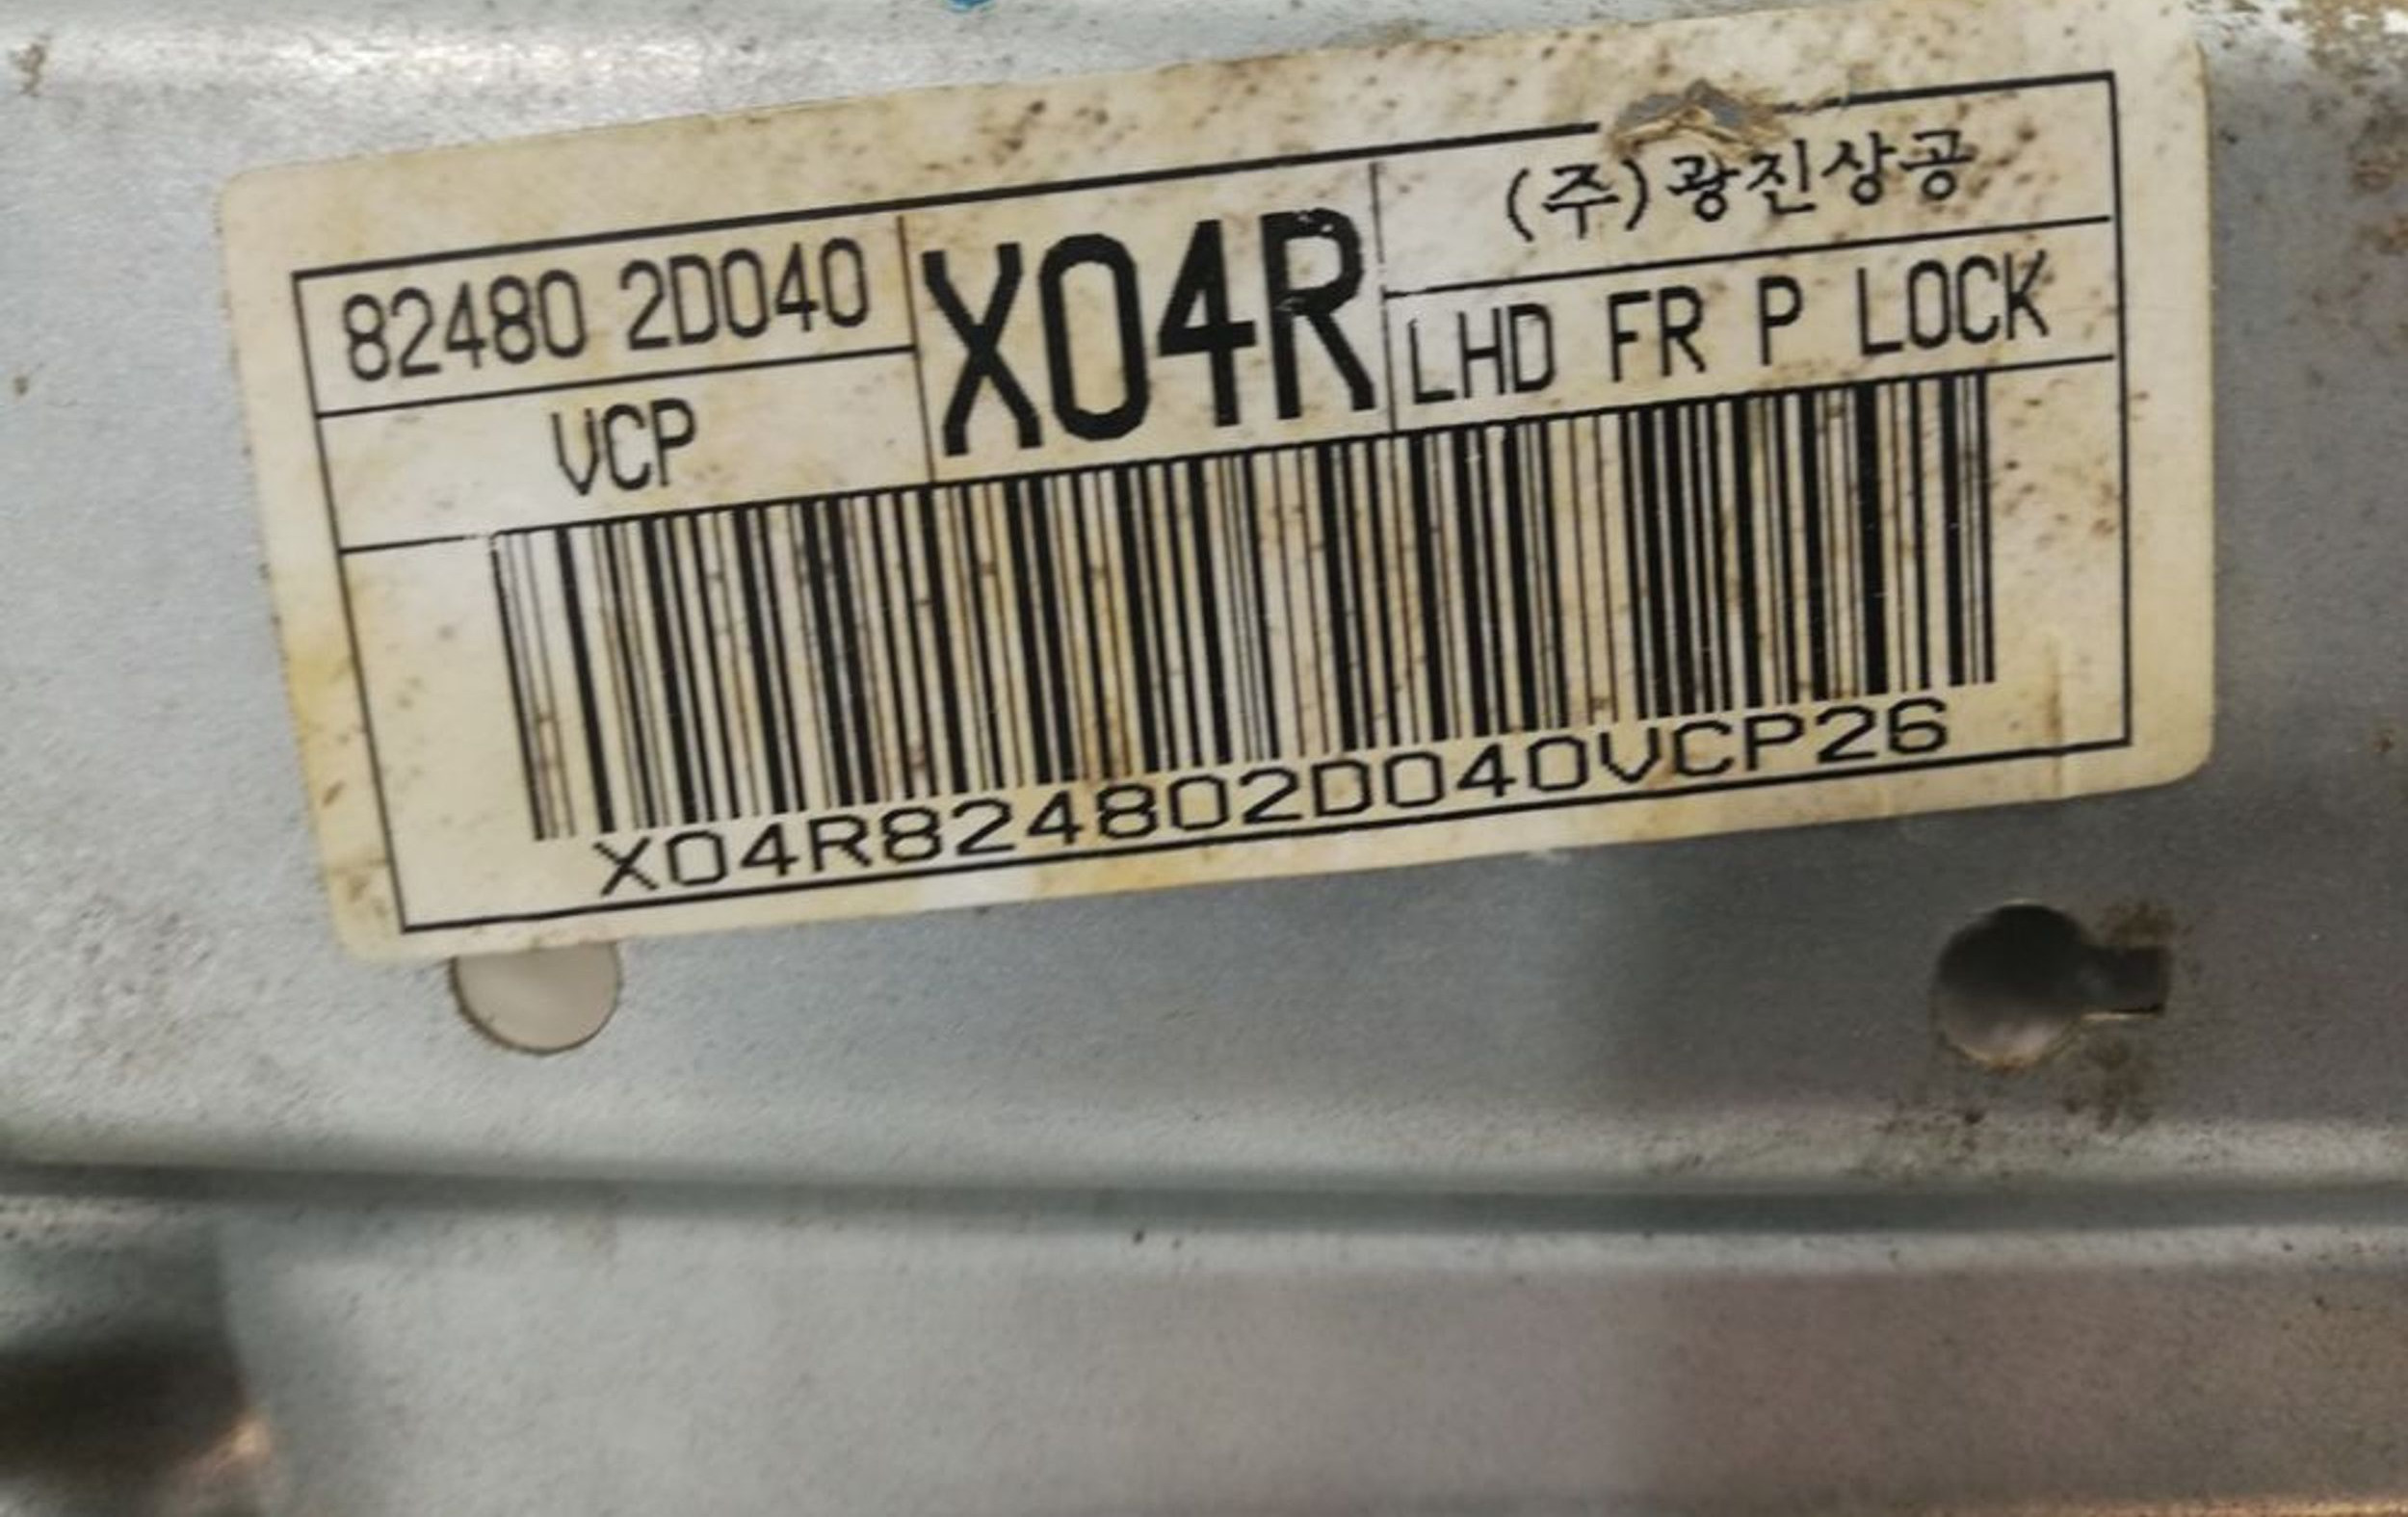 82480 2D040
VCP
X04R
(주)광진상공
LHD FR P LOCK
X04R824802D040VCP26